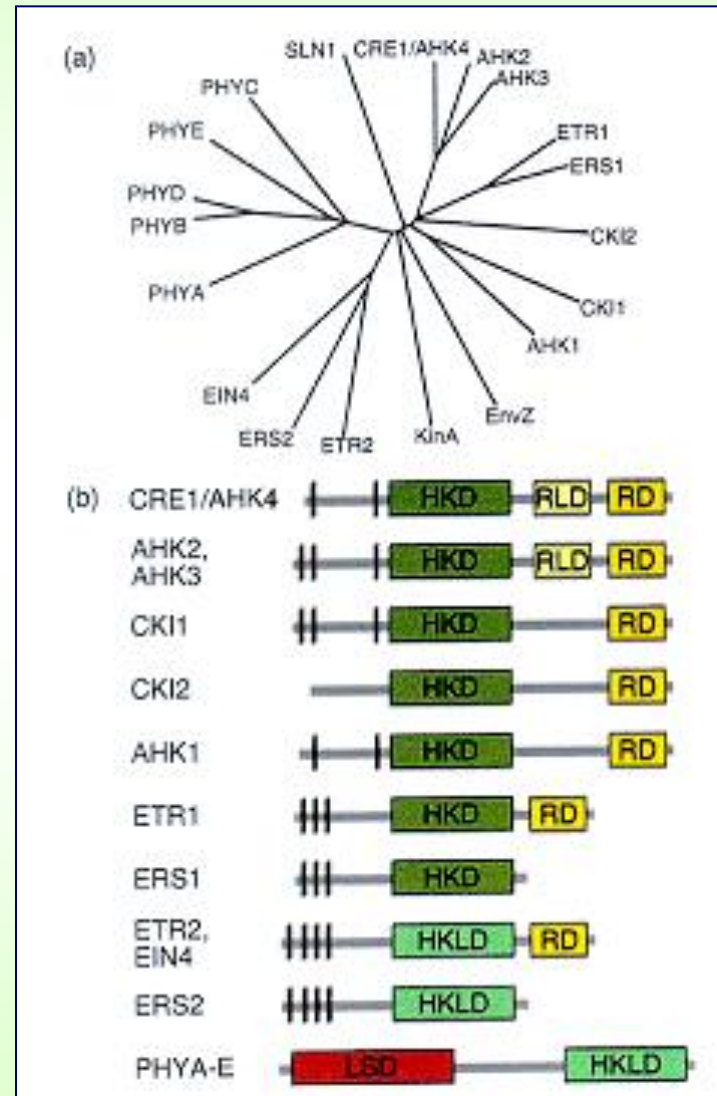 (a)
SLN1
CRE1/AHK4
AHK2
AHK3
PHYC
PHYE
ETR1
ERS1
PHYD
PHYB
CKI2
PHYA
CKI1
AHK1
EIN4
EnvZ
ERS2
ETR2
KinA
(b)
CRE1/AHK4 HKD RLD RD
AHK2,
AHK3 HKD RLD RD
CKI1 HKD RD
CKI2 HKD RD
AHK1 HKD RD
ETR1 HKD RD
ERS1 HKD
ETR2,
EIN4 HKLD RD
ERS2 HKLD
PHYA-E LSD HKLD